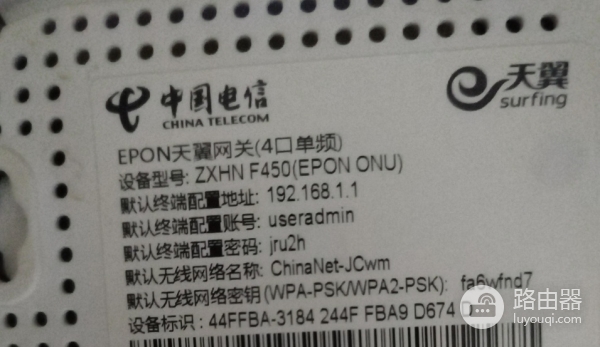 中国电信
CHINA TELECOM
天翼
surfing
EPON天翼网关(4口单频)
设备型号: ZXHN F450(EPON ONU)
默认终端配置地址: 192.168.1.1
默认终端配置账号: useradmin
默认终端配置密码: jru2h
默认无线网络名称: ChinaNet-JCwm
默认无线网络密钥(WPA-PSK/WPA2-PSK): fa6wfnd7
设备标识: 44FFBA-3184 244F FBA9 D674
路由器
luyouqi.com